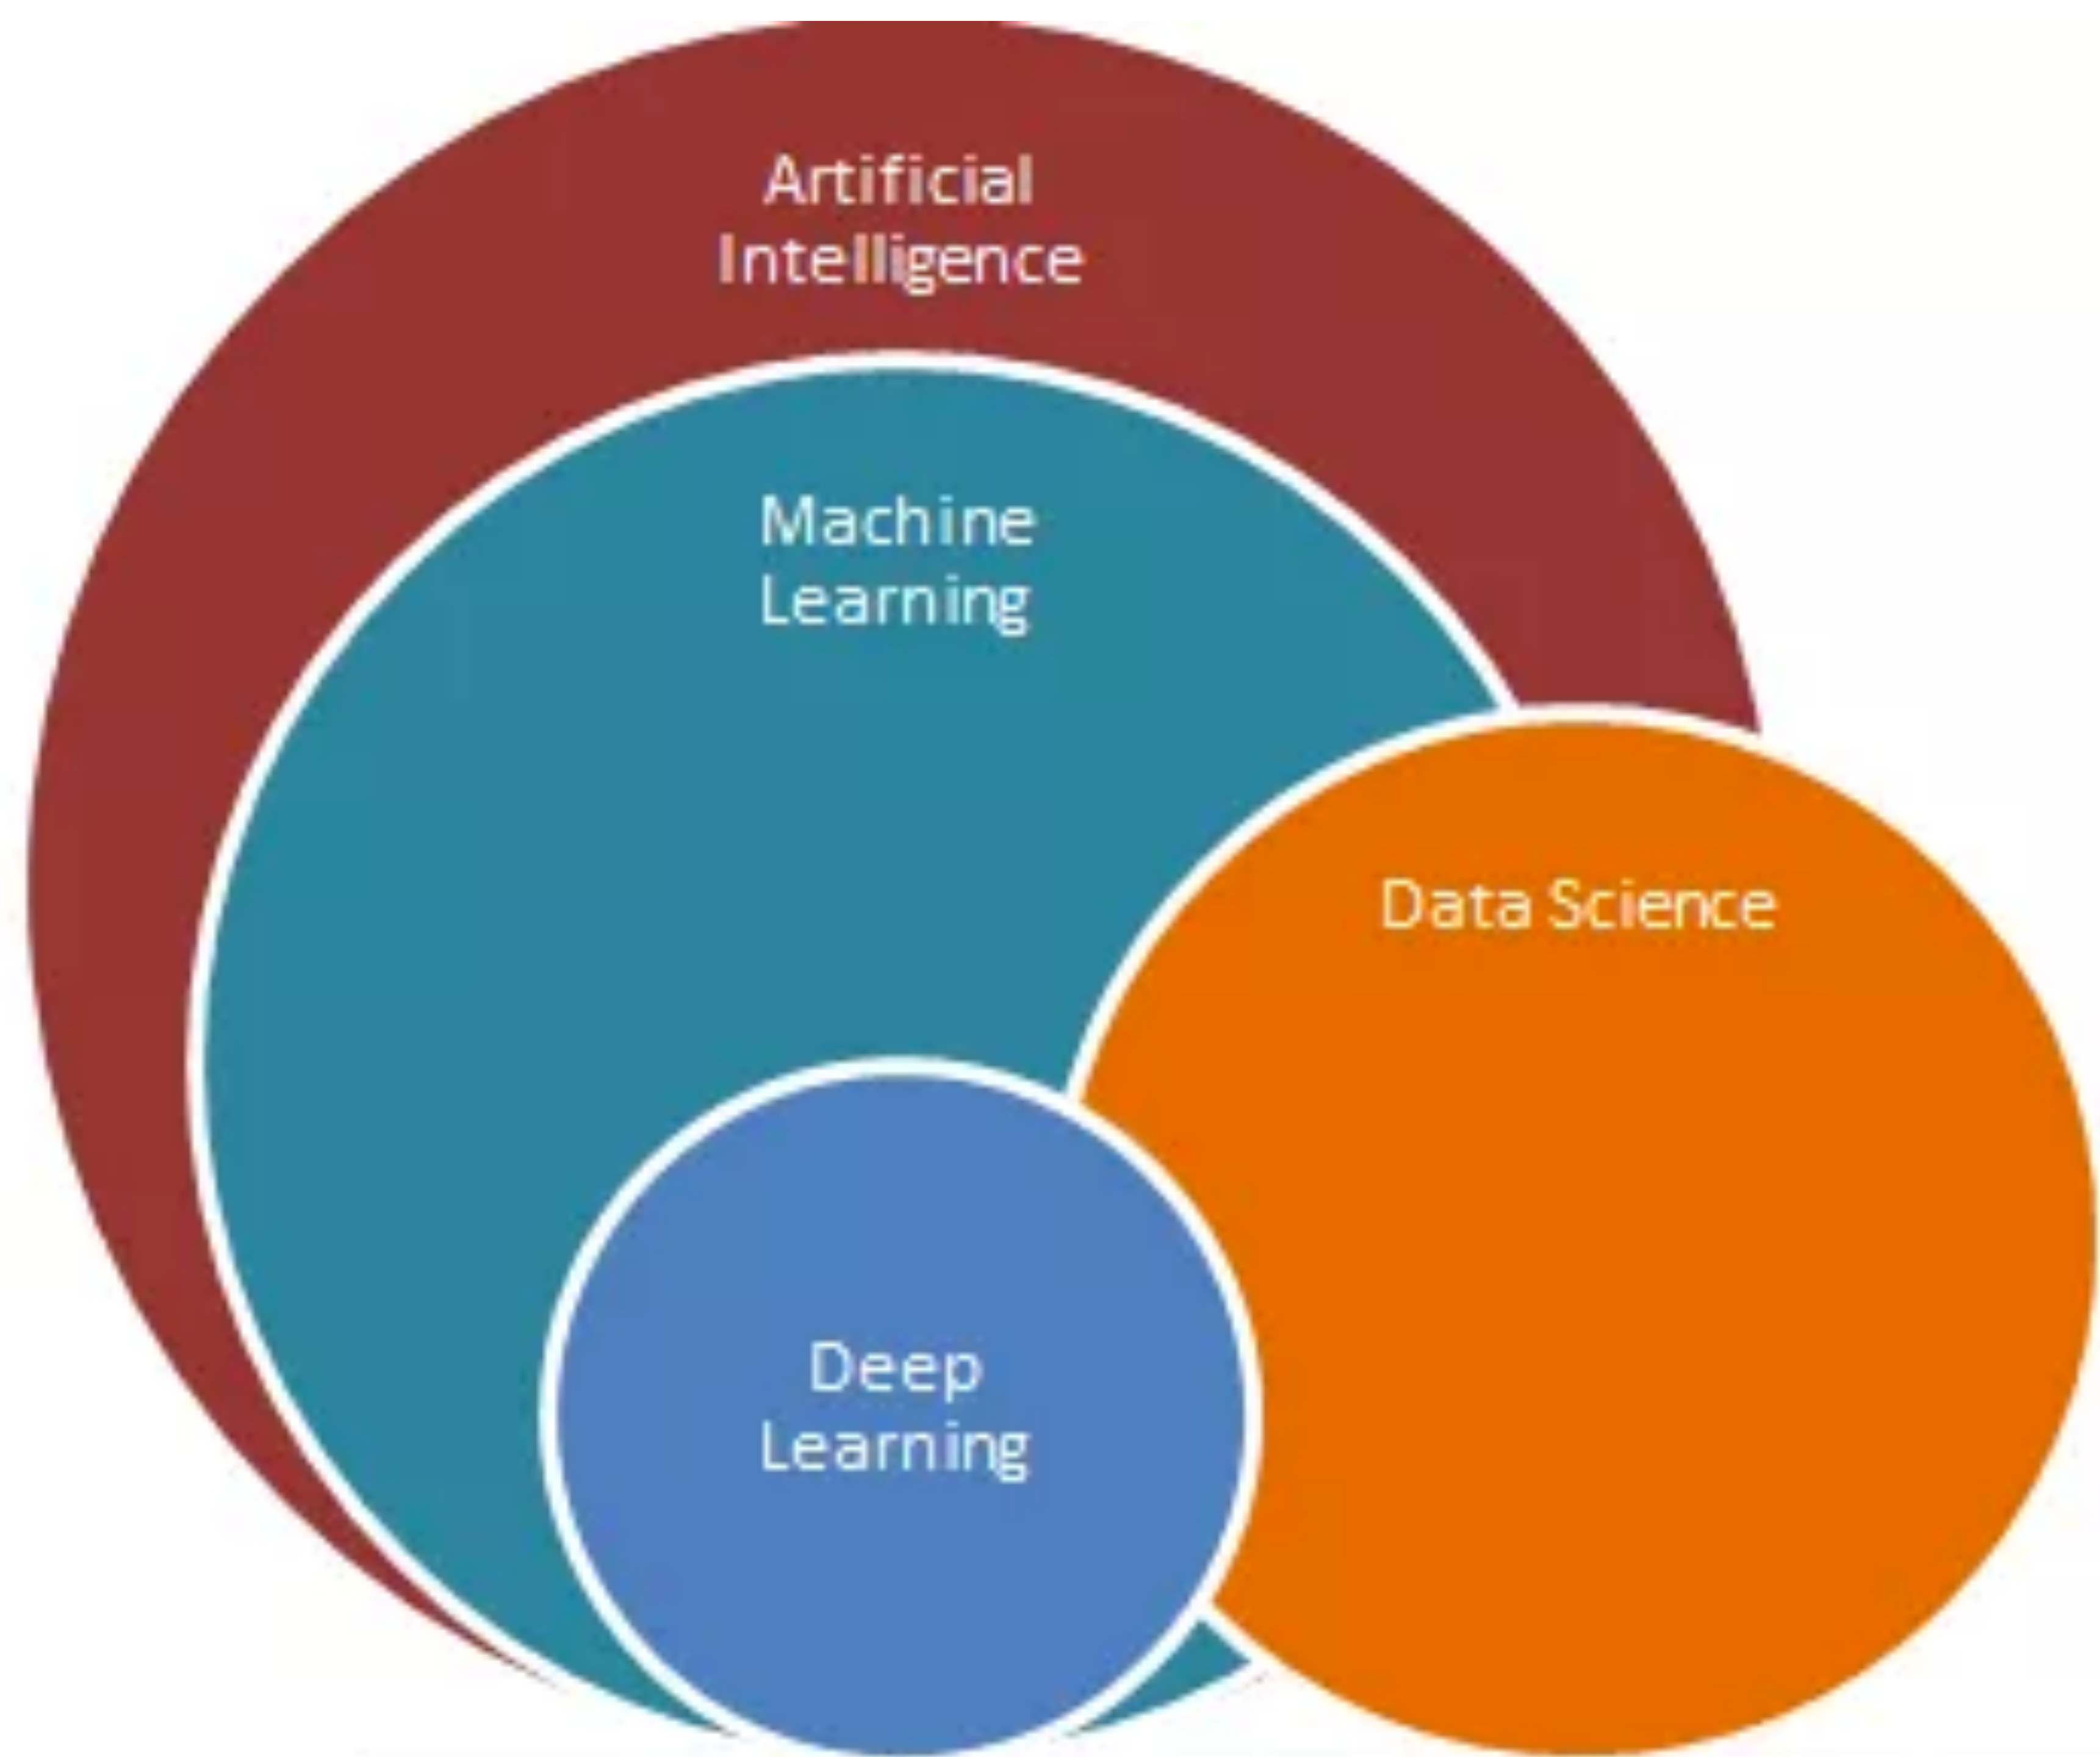 Artificial
Intelligence
Machine
Learning
Data Science
Deep
Learning